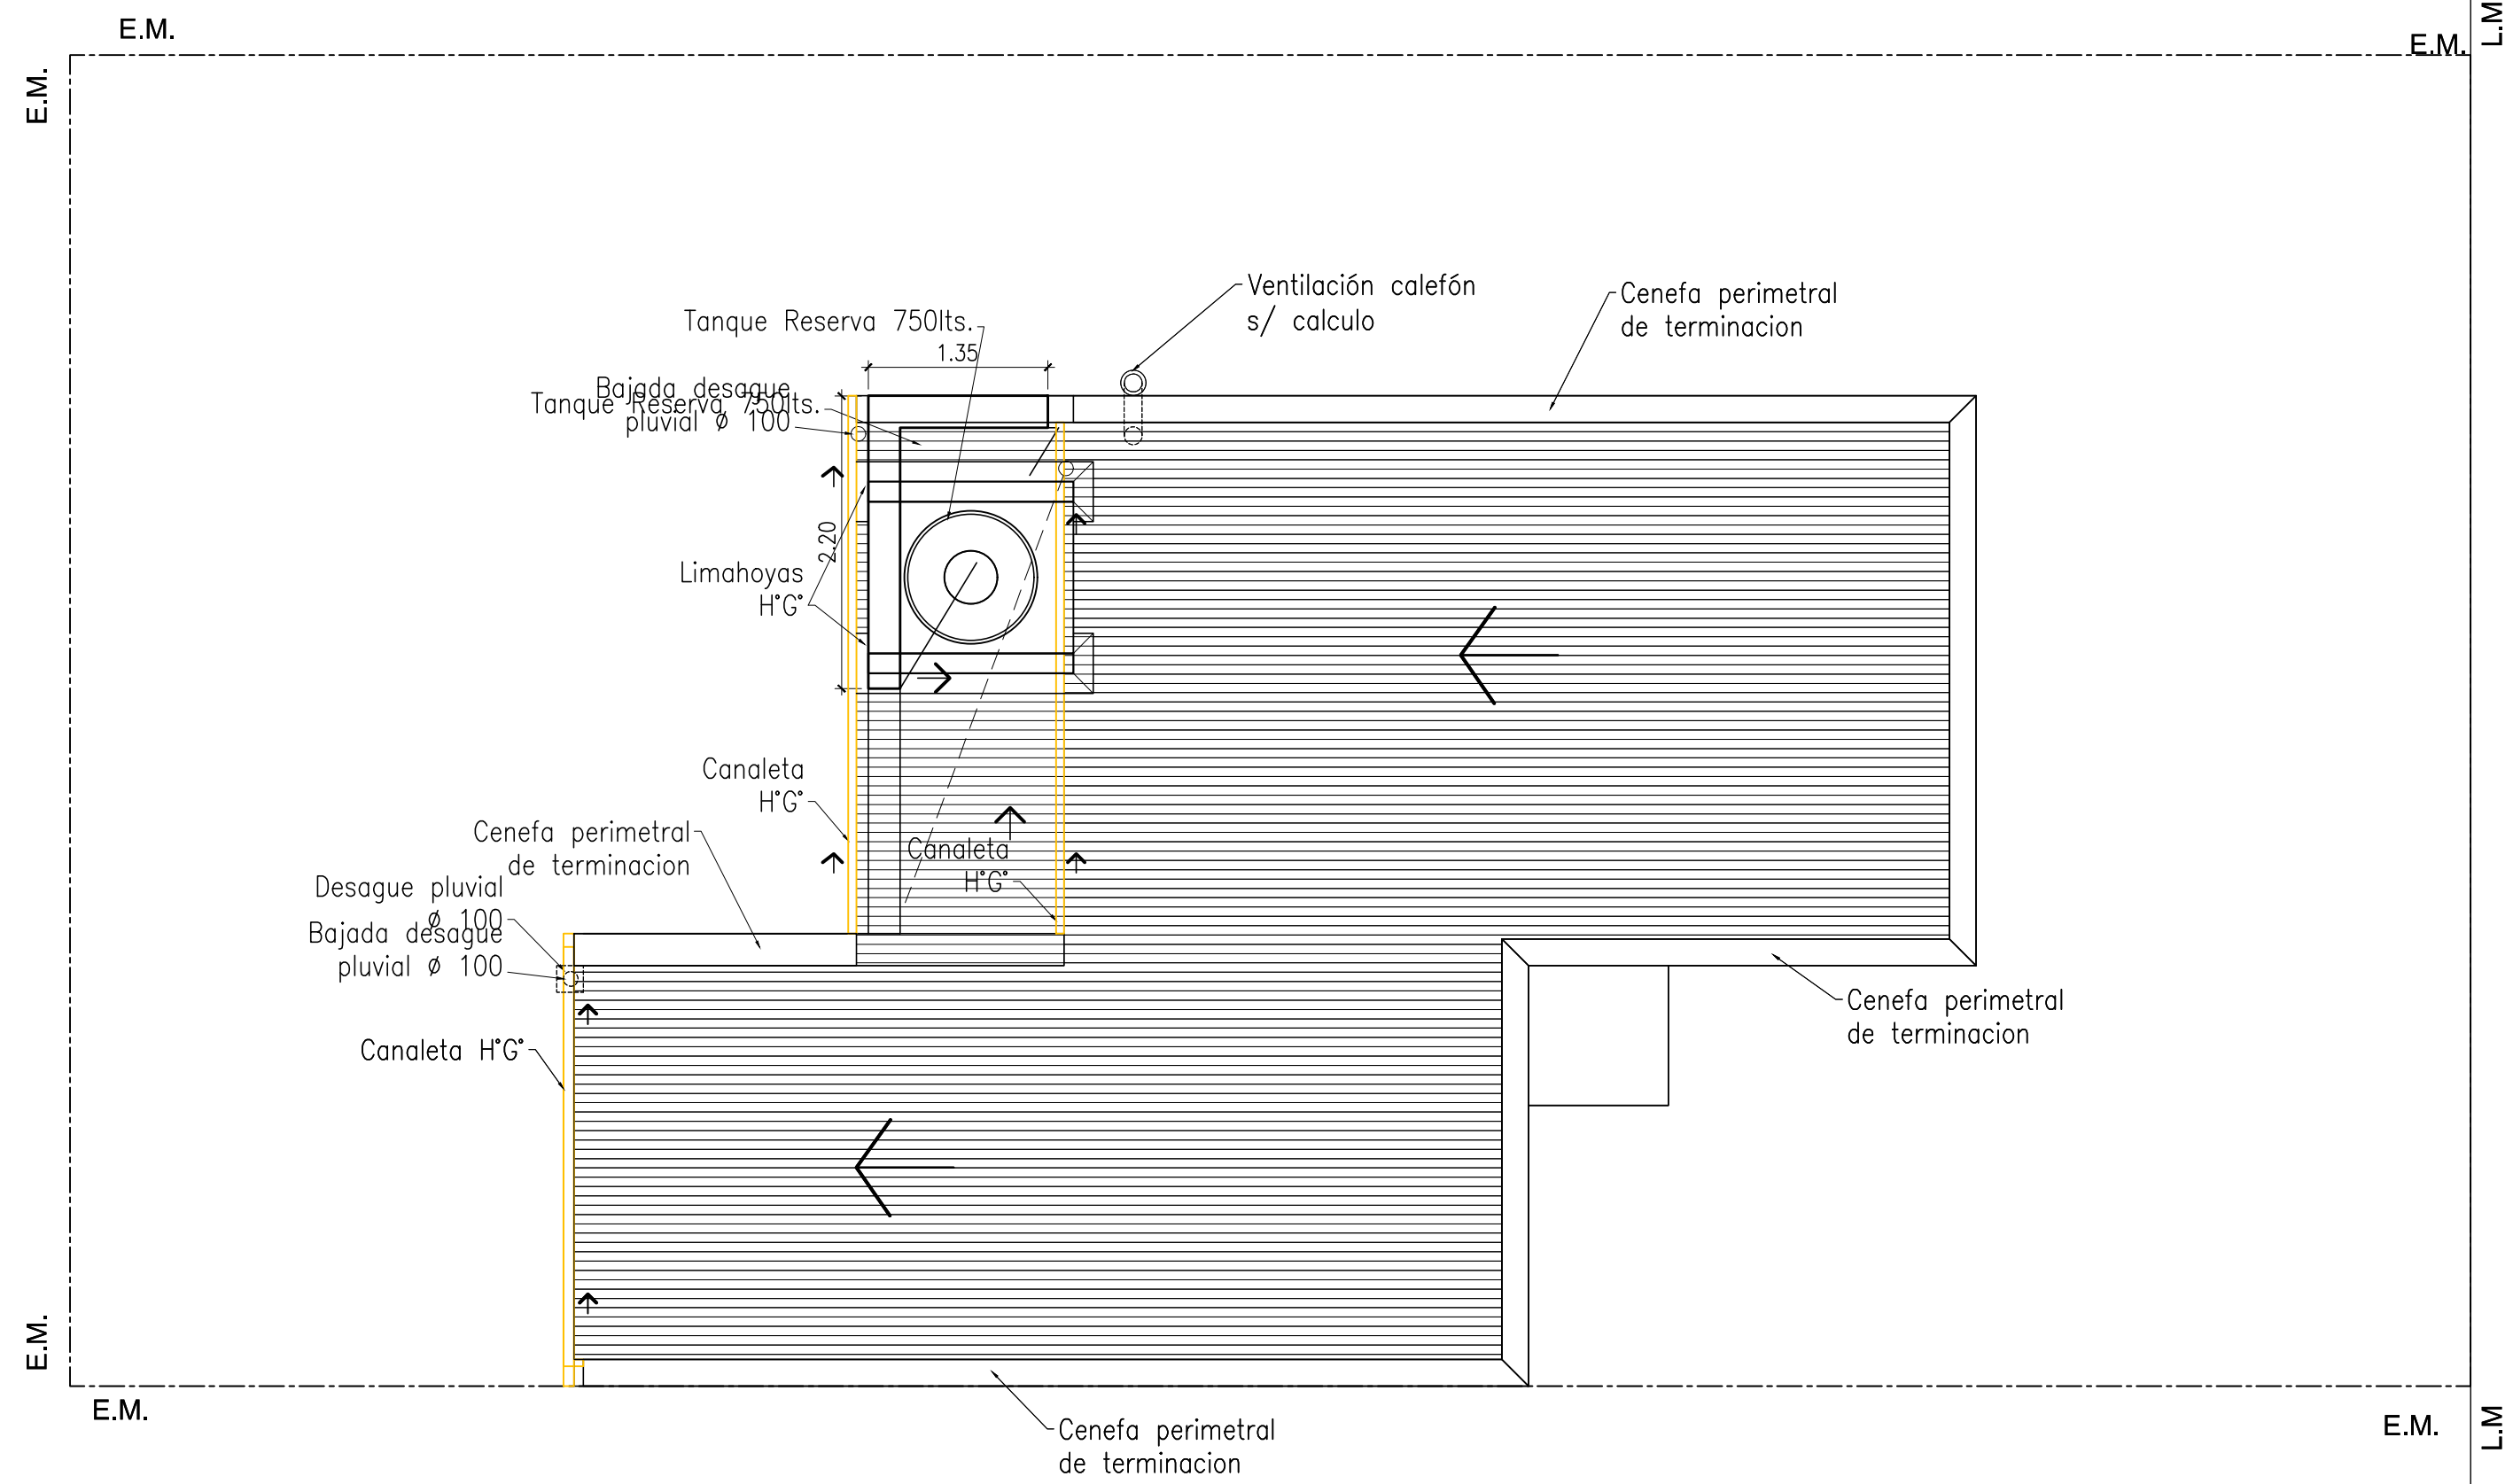 E.M.
E.M.
L.M
E.M.
Ventilación calefón
s/ calculo
Cenefa perimetral
de terminacion
Tanque Reserva 750lts.
1.35
Bajada desague
pluvial ø 100
Tanque Reserva 750lts.
2.20
Limahoyas
H°G°
Canaleta
H°G°
Cenefa perimetral
de terminacion
Canaleta
H°G°
Desague pluvial
ø 100
Bajada desague
pluvial ø 100
Canaleta H°G°
Cenefa perimetral
de terminacion
E.M.
E.M.
E.M.
L.M
Cenefa perimetral
de terminacion